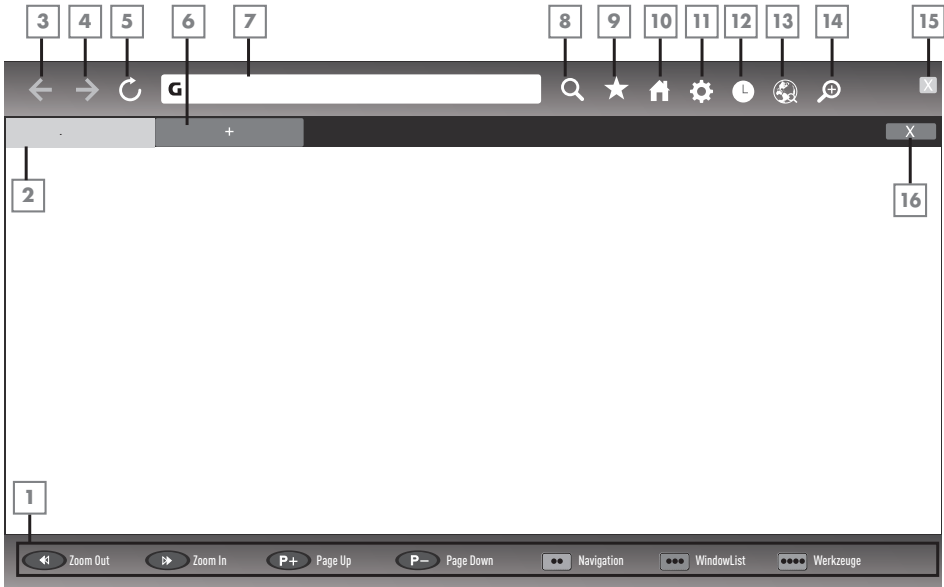 3 4 5 6 7 8 9 10 11 12 13 14 15
G X
- + X
2 16
1
Zoom Out Zoom In P+ Page Up P− Page Down Navigation WindowList Werkzeuge